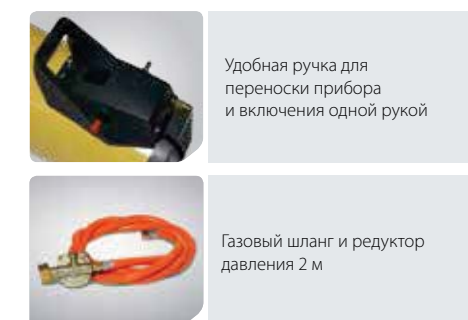 Удобная ручка для
переноски прибора
и включения одной рукой
Газовый шланг и редуктор
давления 2 м